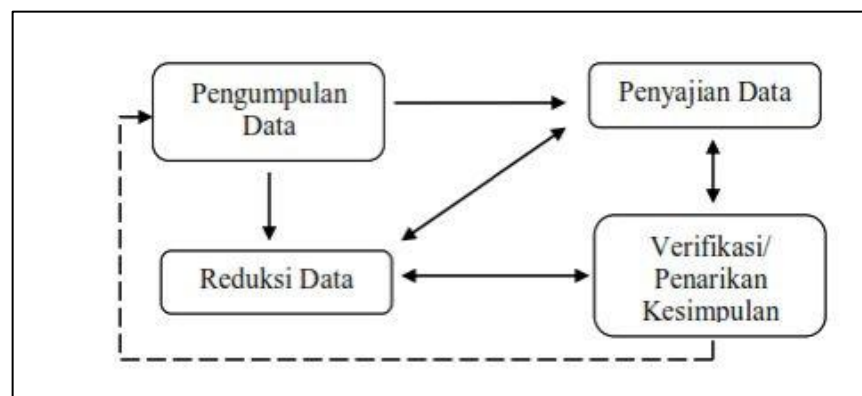 Pengumpulan
Data
Penyajian Data
Reduksi Data
Verifikasi/
Penarikan
Kesimpulan